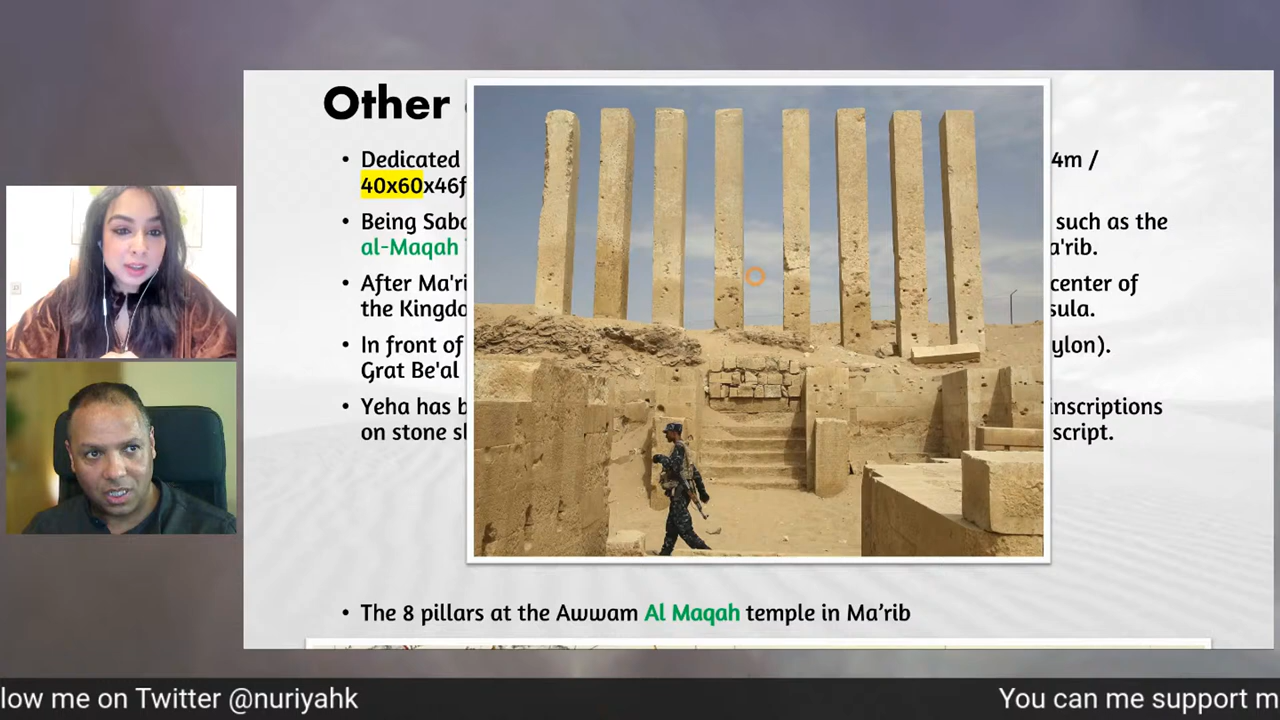 Other
• Dedicated 4m /
40x60x46f
• Being Saba such as the
al-Maqah a'rib.
• After Ma'ri center of
the Kingdo sula.
• In front of ylon).
Grat Be'al
• Yeha has b inscriptions
on stone sl script.
• The 8 pillars at the Awwam Al Maqah temple in Ma’rib
low me on Twitter @nuriyahk You can me support m